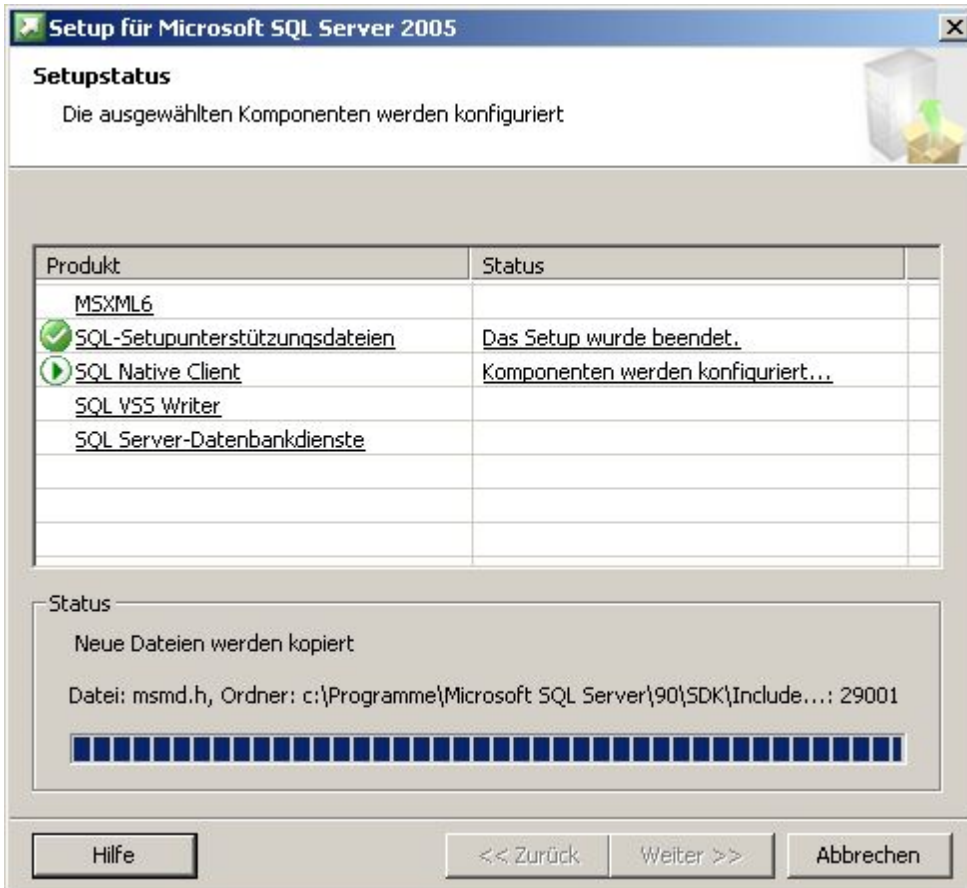 Setup für Microsoft SQL Server 2005
Setupstatus
Die ausgewählten Komponenten werden konfiguriert
Produkt Status
MSXML6
SQL-Setupunterstützungsdateien Das Setup wurde beendet.
SQL Native Client Komponenten werden konfiguriert...
SQL VSS Writer
SQL Server-Datenbankdienste
Status
Neue Dateien werden kopiert
Datei: msmd.h, Ordner: c:\Programme\Microsoft SQL Server\90\SDK\Include...: 29001
Hilfe << Zurück Weiter >> Abbrechen